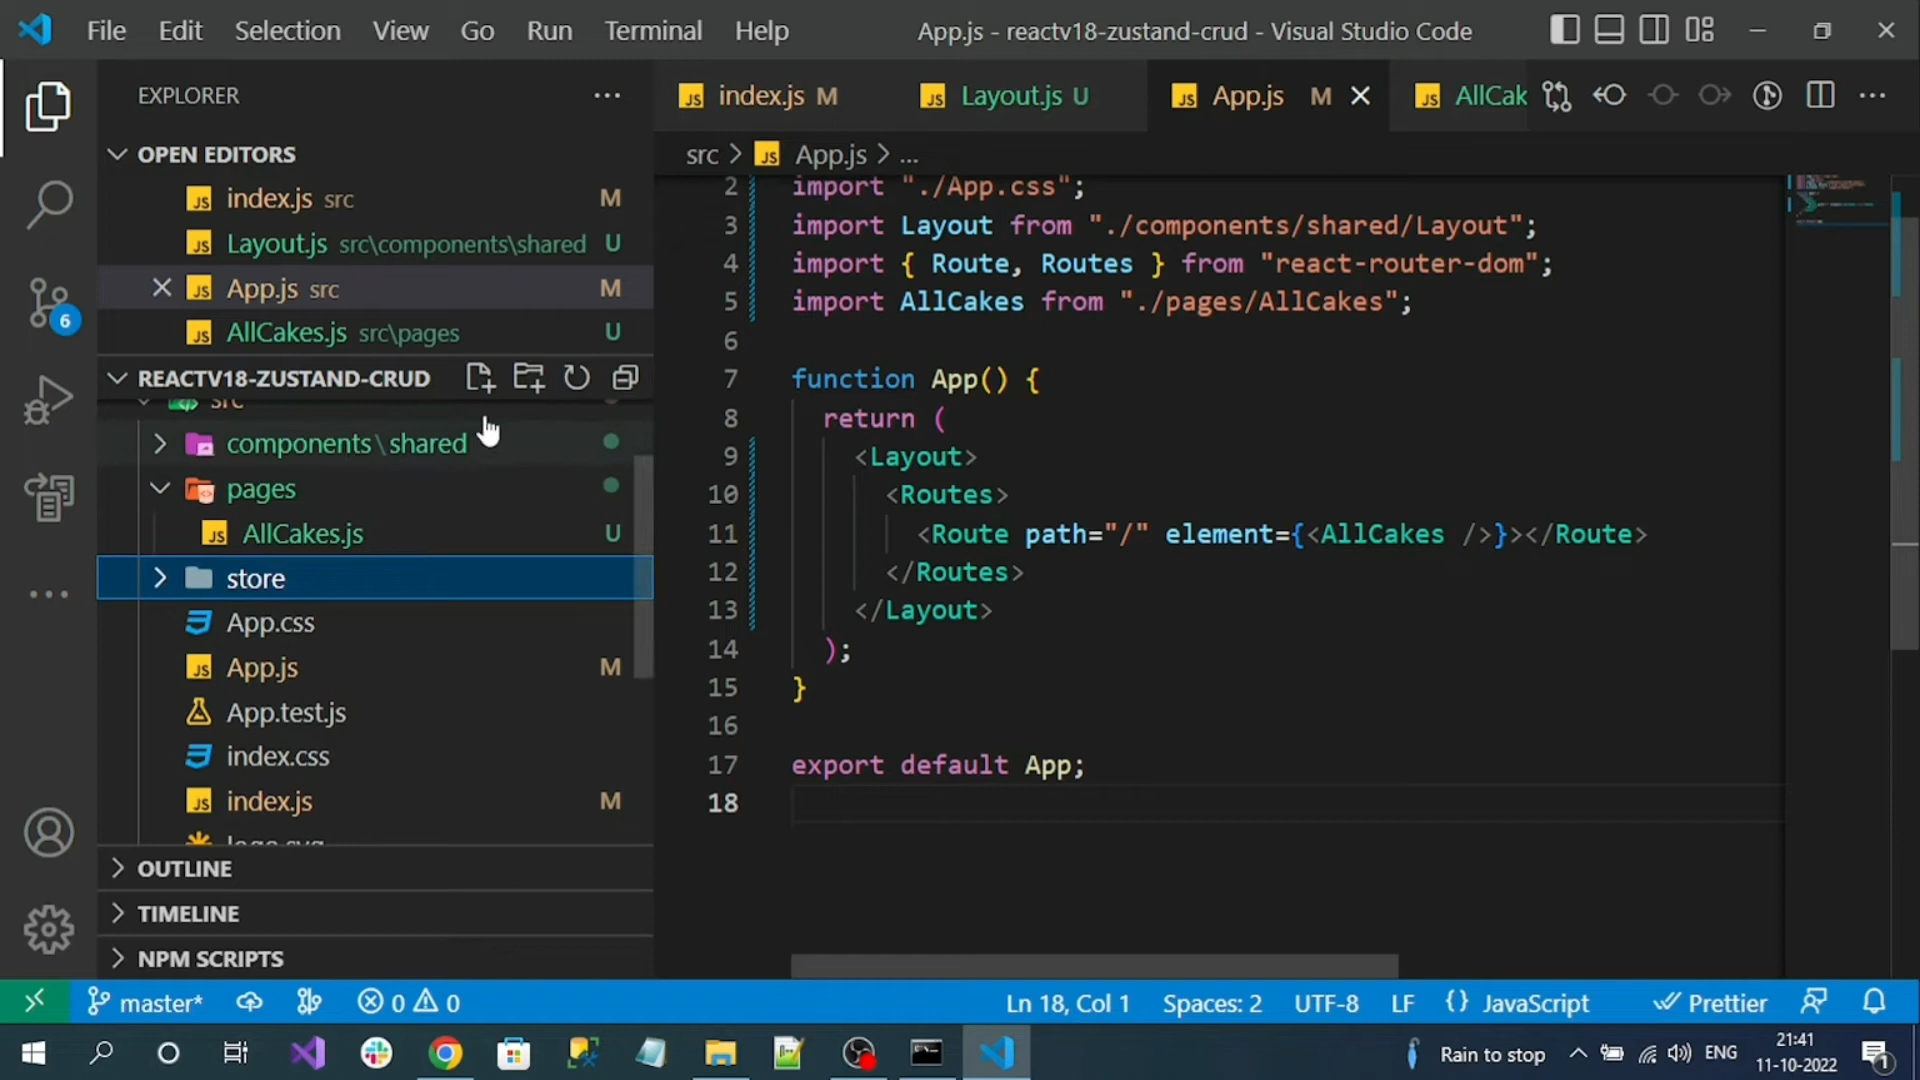 File Edit Selection View Go Run Terminal Help App.js - reactv18-zustand-crud - Visual Studio Code
EXPLORER
index.js M Layout.js U App.js M AllCak
OPEN EDITORS
src > App.js > ...
index.js src M
Layout.js src\components\shared U
App.js src M
AllCakes.js src\pages U
REACTV18-ZUSTAND-CRUD
src
components\shared
pages
AllCakes.js U
store
App.css
App.js M
App.test.js
index.css
index.js M
logo.svg
OUTLINE
TIMELINE
NPM SCRIPTS
2 import "./App.css";
3 import Layout from "./components/shared/Layout";
4 import { Route, Routes } from "react-router-dom";
5 import AllCakes from "./pages/AllCakes";
6
7 function App() {
8 return (
9 <Layout>
10 <Routes>
11 <Route path="/" element={<AllCakes />}></Route>
12 </Routes>
13 </Layout>
14 );
15 }
16
17 export default App;
18
6
master* 0 0 Ln 18, Col 1 Spaces: 2 UTF-8 LF {} JavaScript Prettier
Rain to stop ENG 21:41
11-10-2022
1